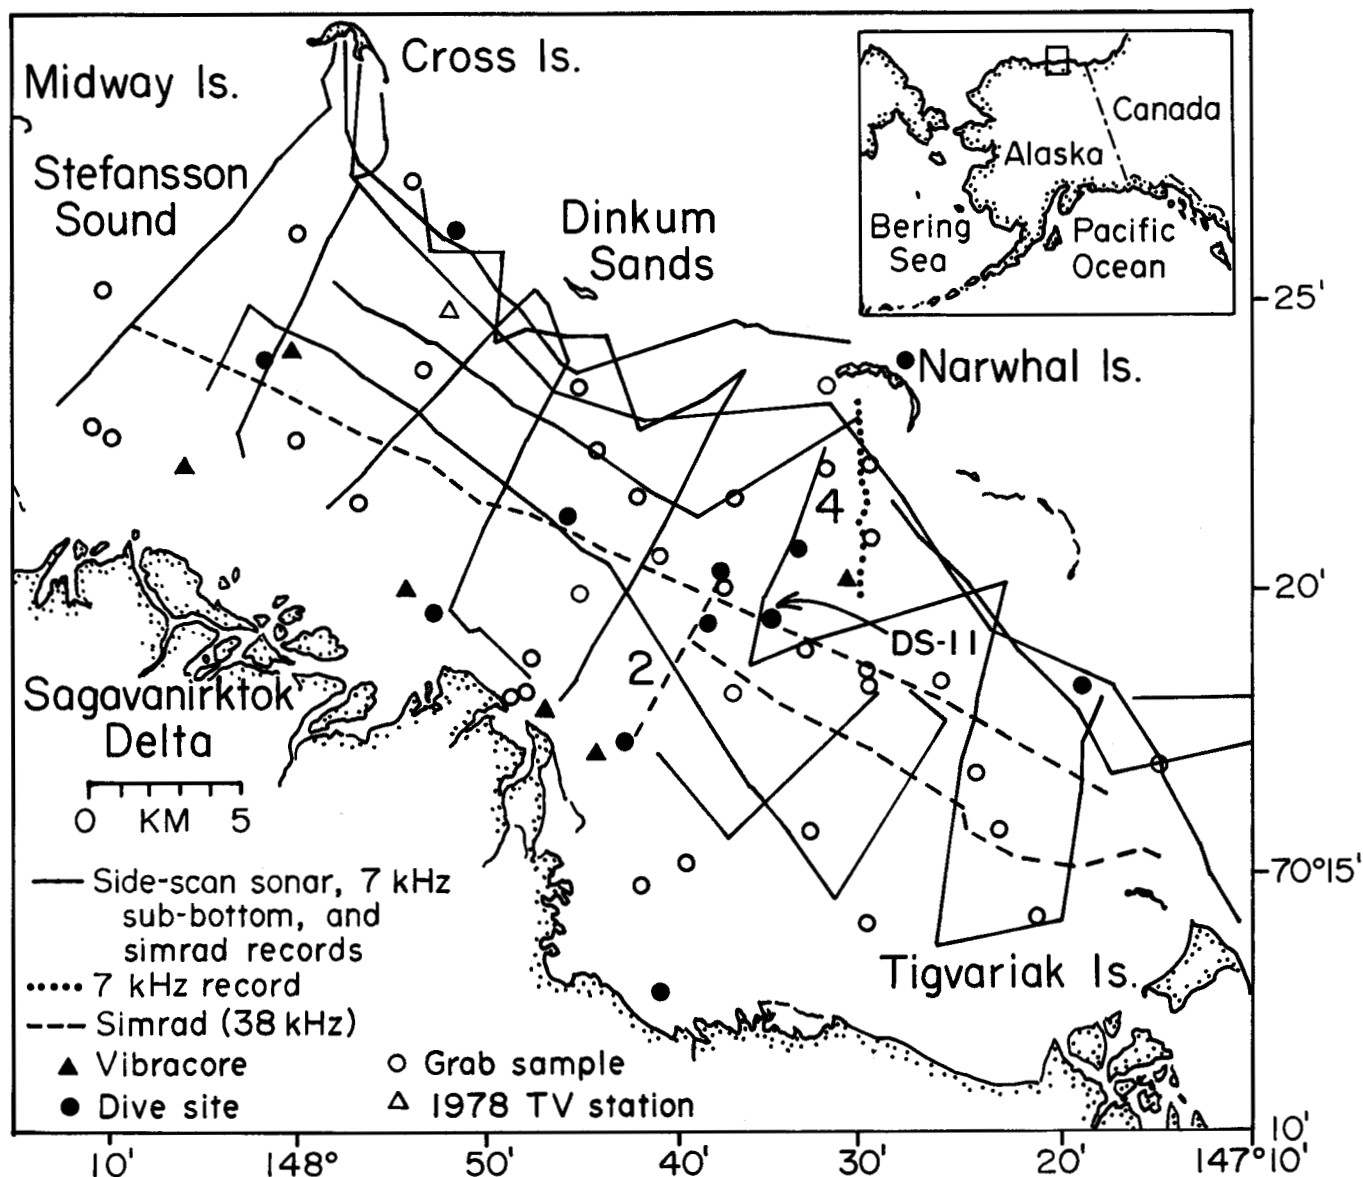 Cross Is.
Midway Is.
Stefansson
Sound
Dinkum
Sands
Canada
Alaska
Bering
Sea
Pacific
Ocean
25'
Narwhal Is.
4
20'
DS-11
2
Sagavanirktok
Delta
0 KM 5
70°15'
Side-scan sonar, 7 kHz
sub-bottom, and
simrad records
7 kHz record
Simrad (38 kHz)
Vibracore
Dive site
Grab sample
1978 TV station
Tigvariak Is.
10'
10' 148° 50' 40' 30' 20' 147°10'